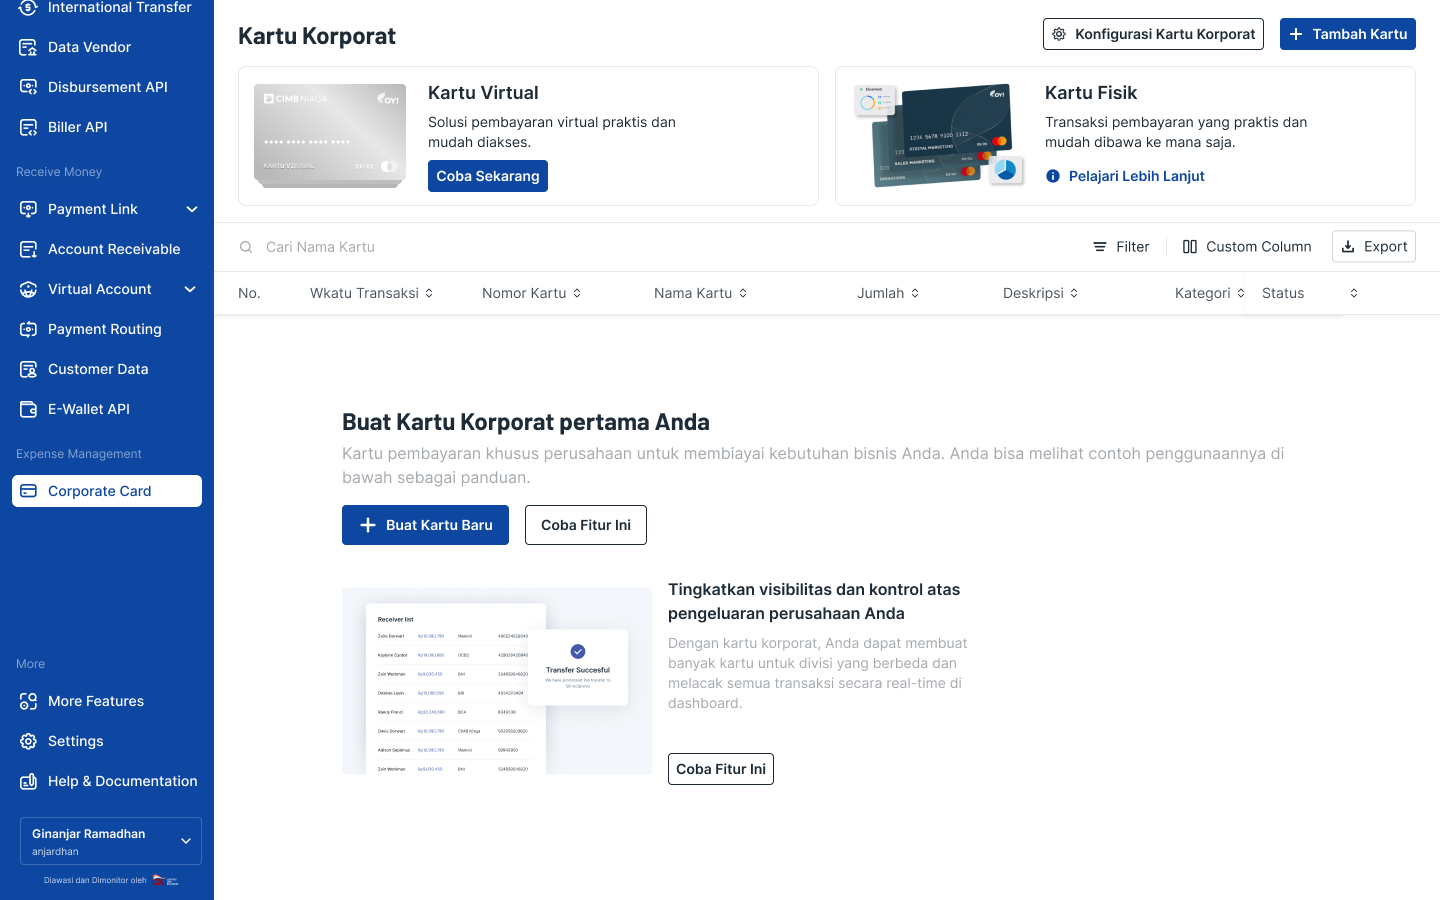 International Transfer
Data Vendor
Disbursement API
Biller API
Receive Money
Payment Link
Account Receivable
Virtual Account
Payment Routing
Customer Data
E-Wallet API
Expense Management
Corporate Card
More
More Features
Settings
Help & Documentation
Ginanjar Ramadhan
anjardhan
Diawasi dan Dimonitor oleh
Kartu Korporat
Konfigurasi Kartu Korporat
Tambah Kartu
CIMB NIAGA
OY!
KARTU VIRTUAL
XX/XX
Kartu Virtual
Solusi pembayaran virtual praktis dan
mudah diakses.
Coba Sekarang
OY!
1234 5678 9100 1112
DIGITAL MARKETING
SALES MARKETING
OPERATIONS
Kartu Fisik
Transaksi pembayaran yang praktis dan
mudah dibawa ke mana saja.
Pelajari Lebih Lanjut
Cari Nama Kartu
Filter
Custom Column
Export
No.
Wkatu Transaksi
Nomor Kartu
Nama Kartu
Jumlah
Deskripsi
Kategori
Status
Buat Kartu Korporat pertama Anda
Kartu pembayaran khusus perusahaan untuk membiayai kebutuhan bisnis Anda. Anda bisa melihat contoh penggunaannya di
bawah sebagai panduan.
Buat Kartu Baru
Coba Fitur Ini
Receiver list
Transfer Succesful
We have processed the transfer to
Tingkatkan visibilitas dan kontrol atas
pengeluaran perusahaan Anda
Dengan kartu korporat, Anda dapat membuat
banyak kartu untuk divisi yang berbeda dan
melacak semua transaksi secara real-time di
dashboard.
Coba Fitur Ini